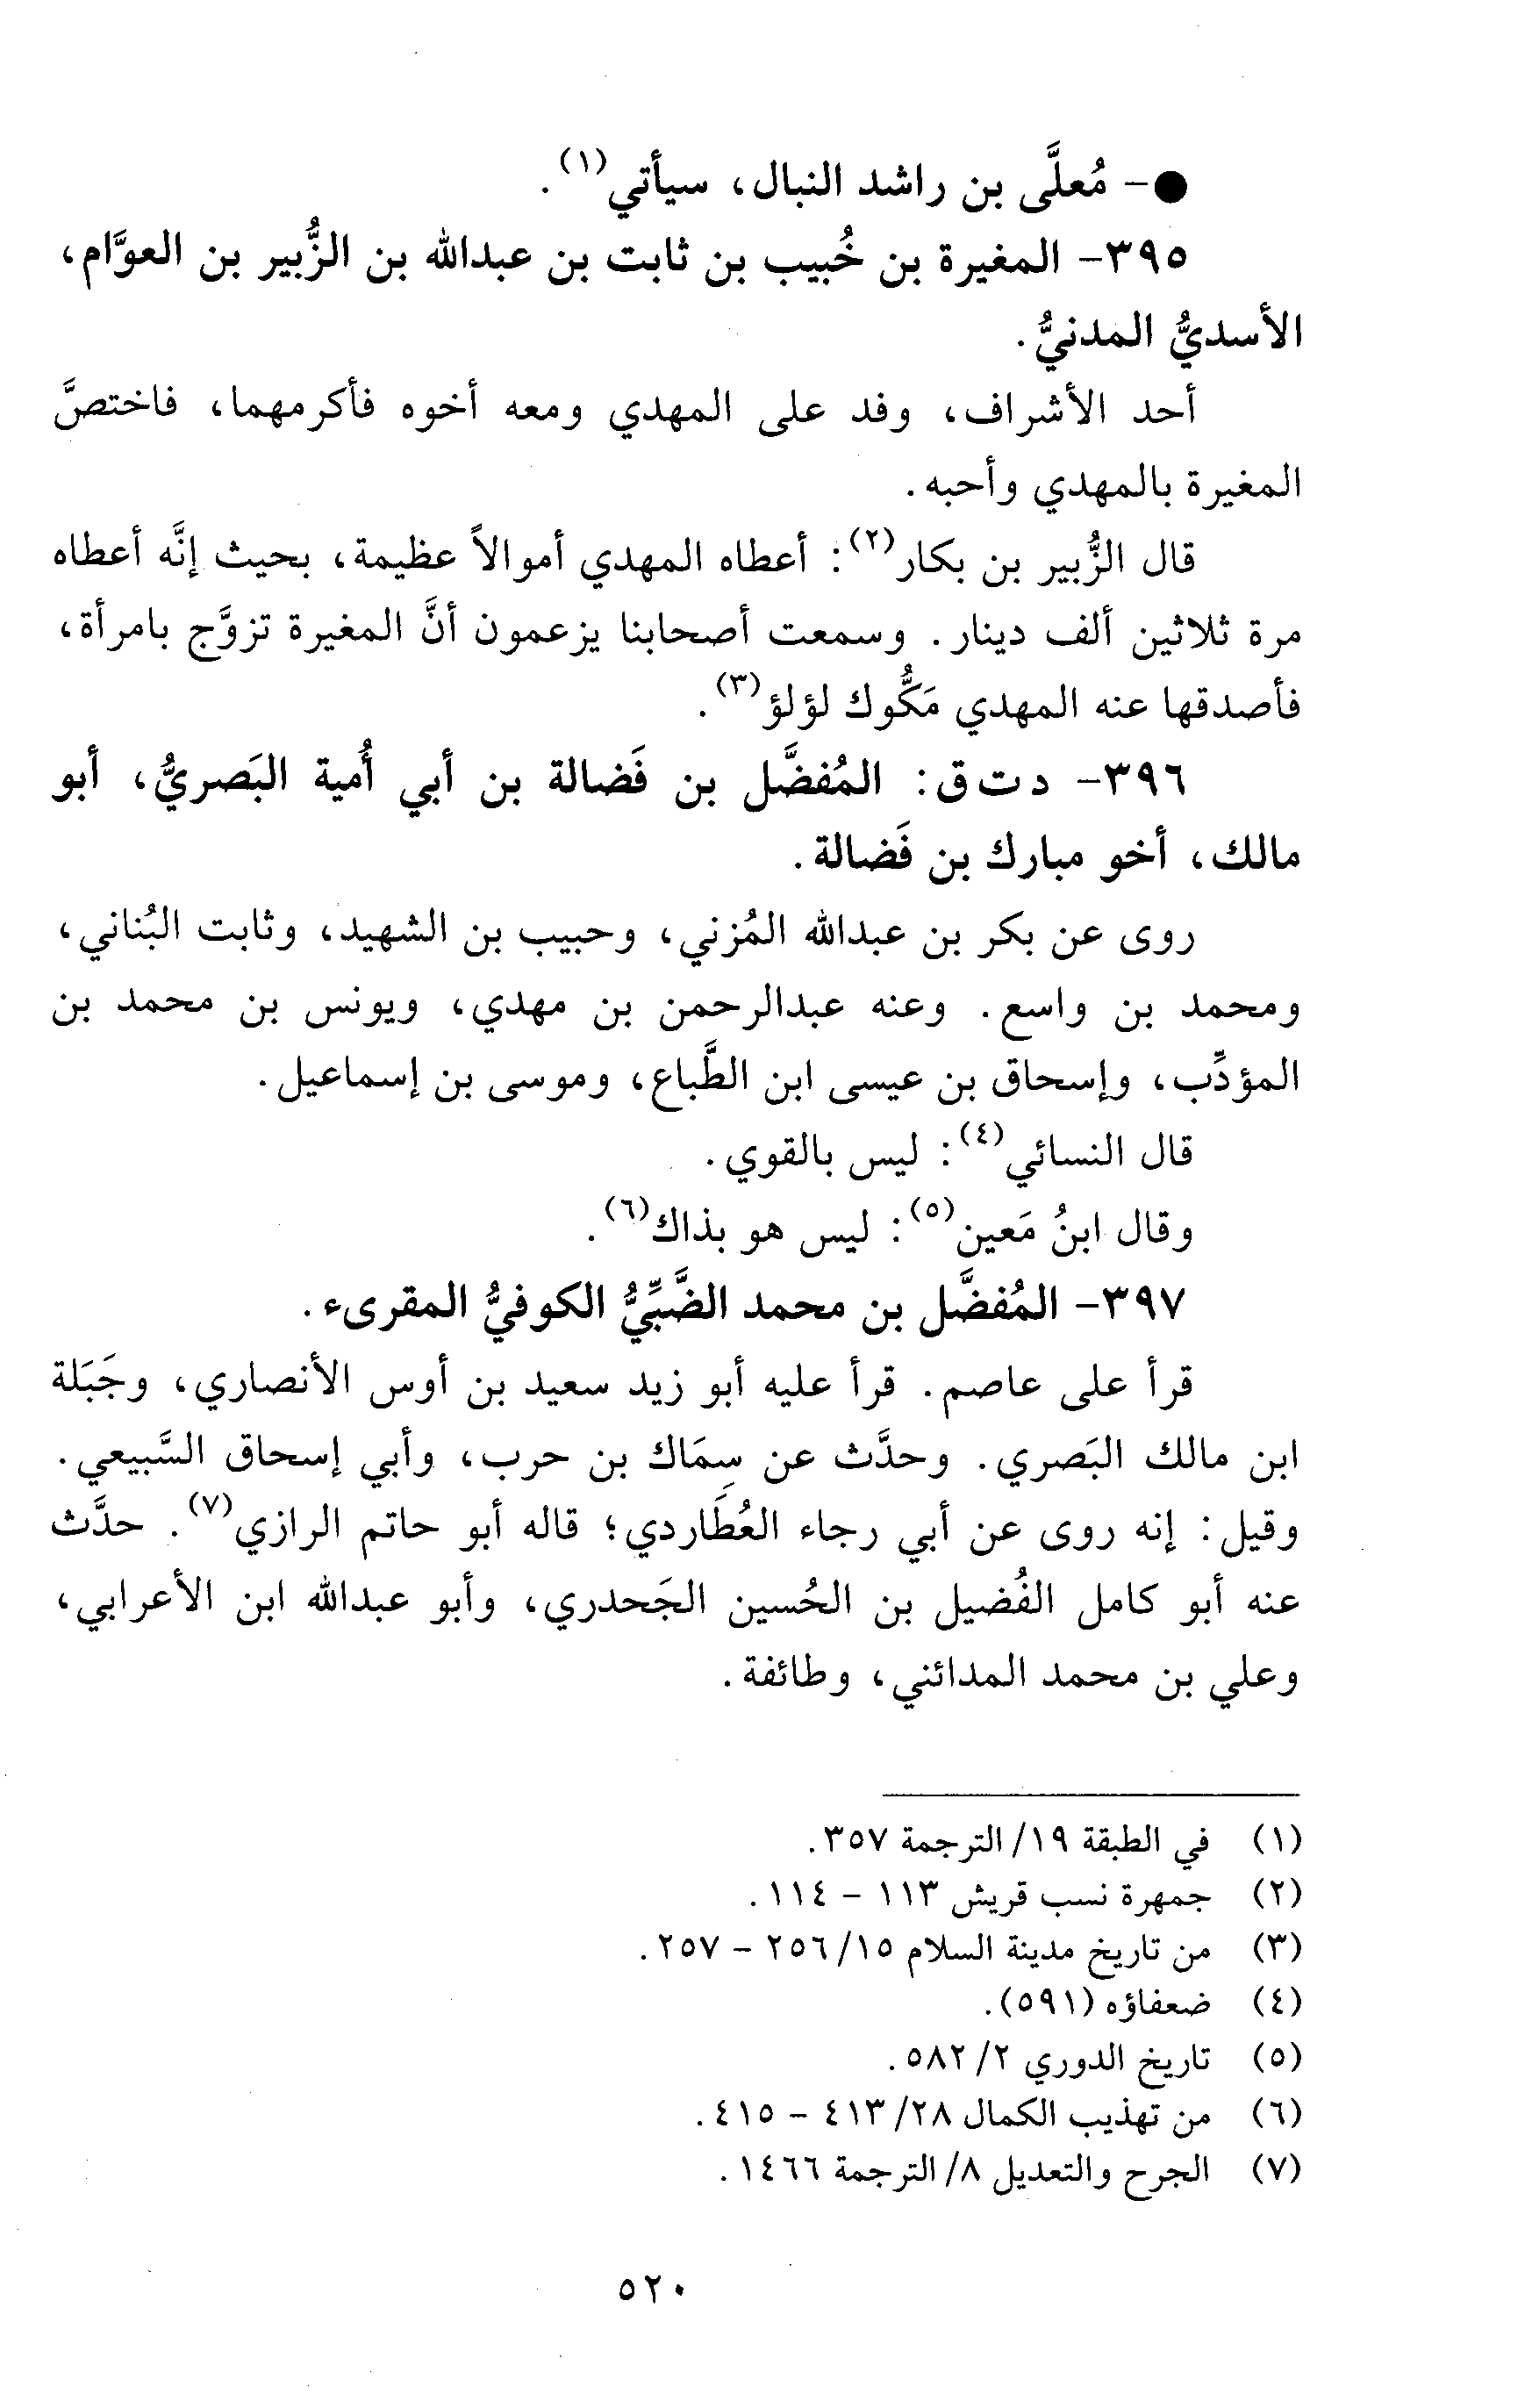 ●- مُعلَّى بن راشد النبال، سيأتي(١).
٣٩٥- المغيرة بن خُبيب بن ثابت بن عبدالله بن الزُّبير بن العوَّام،
الأسديُّ المدنيُّ.
أحد الأشراف، وفد على المهدي ومعه أخوه فأكرمهما، فاختصَّ
المغيرة بالمهدي وأحبه.
قال الزُّبير بن بكار(٢): أعطاه المهدي أموالاً عظيمة، بحيث إنَّه أعطاه
مرة ثلاثين ألف دينار. وسمعت أصحابنا يزعمون أنَّ المغيرة تزوَّج بامرأة،
فأصدقها عنه المهدي مَكُّوك لؤلؤ(٣).
٣٩٦- د ت ق: المُفضَّل بن فَضالة بن أبي أُمية البَصريُّ، أبو
مالك، أخو مبارك بن فَضالة.
روى عن بكر بن عبدالله المُزني، وحبيب بن الشهيد، وثابت البُناني،
ومحمد بن واسع. وعنه عبدالرحمن بن مهدي، ويونس بن محمد بن
المؤدِّب، وإسحاق بن عيسى ابن الطَّباع، وموسى بن إسماعيل.
قال النسائي(٤): ليس بالقوي.
وقال ابنُ مَعين(٥): ليس هو بذاك(٦).
٣٩٧- المُفضَّل بن محمد الضَّبِّيُّ الكوفيُّ المقرىء.
قرأ على عاصم. قرأ عليه أبو زيد سعيد بن أوس الأنصاري، وجَبَلة
ابن مالك البَصري. وحدَّث عن سِمَاك بن حرب، وأبي إسحاق السَّبيعي.
وقيل: إنه روى عن أبي رجاء العُطَاردي؛ قاله أبو حاتم الرازي(٧). حدَّث
عنه أبو كامل الفُضيل بن الحُسين الجَحدري، وأبو عبدالله ابن الأعرابي،
وعلي بن محمد المدائني، وطائفة.
(١) في الطبقة ١٩/ الترجمة ٣٥٧.
(٢) جمهرة نسب قريش ١١٣ - ١١٤.
(٣) من تاريخ مدينة السلام ١٥/ ٢٥٦ - ٢٥٧.
(٤) ضعفاؤه (٥٩١).
(٥) تاريخ الدوري ٢/ ٥٨٢.
(٦) من تهذيب الكمال ٢٨/ ٤١٣ - ٤١٥.
(٧) الجرح والتعديل ٨/ الترجمة ١٤٦٦.
٥٢٠